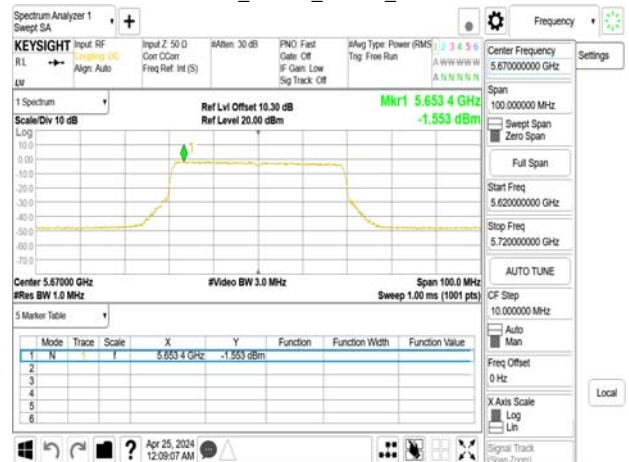 Spectrum Analyzer 1
Swept SA
Frequency
KEYSIGHT
RL
Input: RF
Coupling: DC
Align: Auto
Input Z: 50 Ω
Corr CCorr
Freq Ref: Int (S)
#Atten: 30 dB
PNO: Fast
Gate: Off
IF Gain: Low
Sig Track: Off
#Avg Type: Power (RMS
Trig: Free Run
1 2 3 4 5 6
A W W W W W
A N N N N N
Center Frequency
5.670000000 GHz
Settings
1 Spectrum
Scale/Div 10 dB
Ref Lvl Offset 10.30 dB
Ref Level 20.00 dBm
Mkr1 5.653 4 GHz
-1.553 dBm
Span
100.000000 MHz
Swept Span
Zero Span
Full Span
Start Freq
5.620000000 GHz
Stop Freq
5.720000000 GHz
AUTO TUNE
CF Step
10.000000 MHz
Auto
Man
Freq Offset
0 Hz
X Axis Scale
Log
Lin
Local
Signal Track
(Span Zoom)
Log
10.0
0.00
-10.0
-20.0
-30.0
-40.0
-50.0
-60.0
-70.0
1
Center 5.67000 GHz
#Res BW 1.0 MHz
#Video BW 3.0 MHz
Span 100.0 MHz
Sweep 1.00 ms (1001 pts)
5 Marker Table
Mode Trace Scale X Y Function Function Width Function Value
1 N 1 f 5.653 4 GHz -1.553 dBm
2
3
4
5
6
Apr 25, 2024
12:09:07 AM